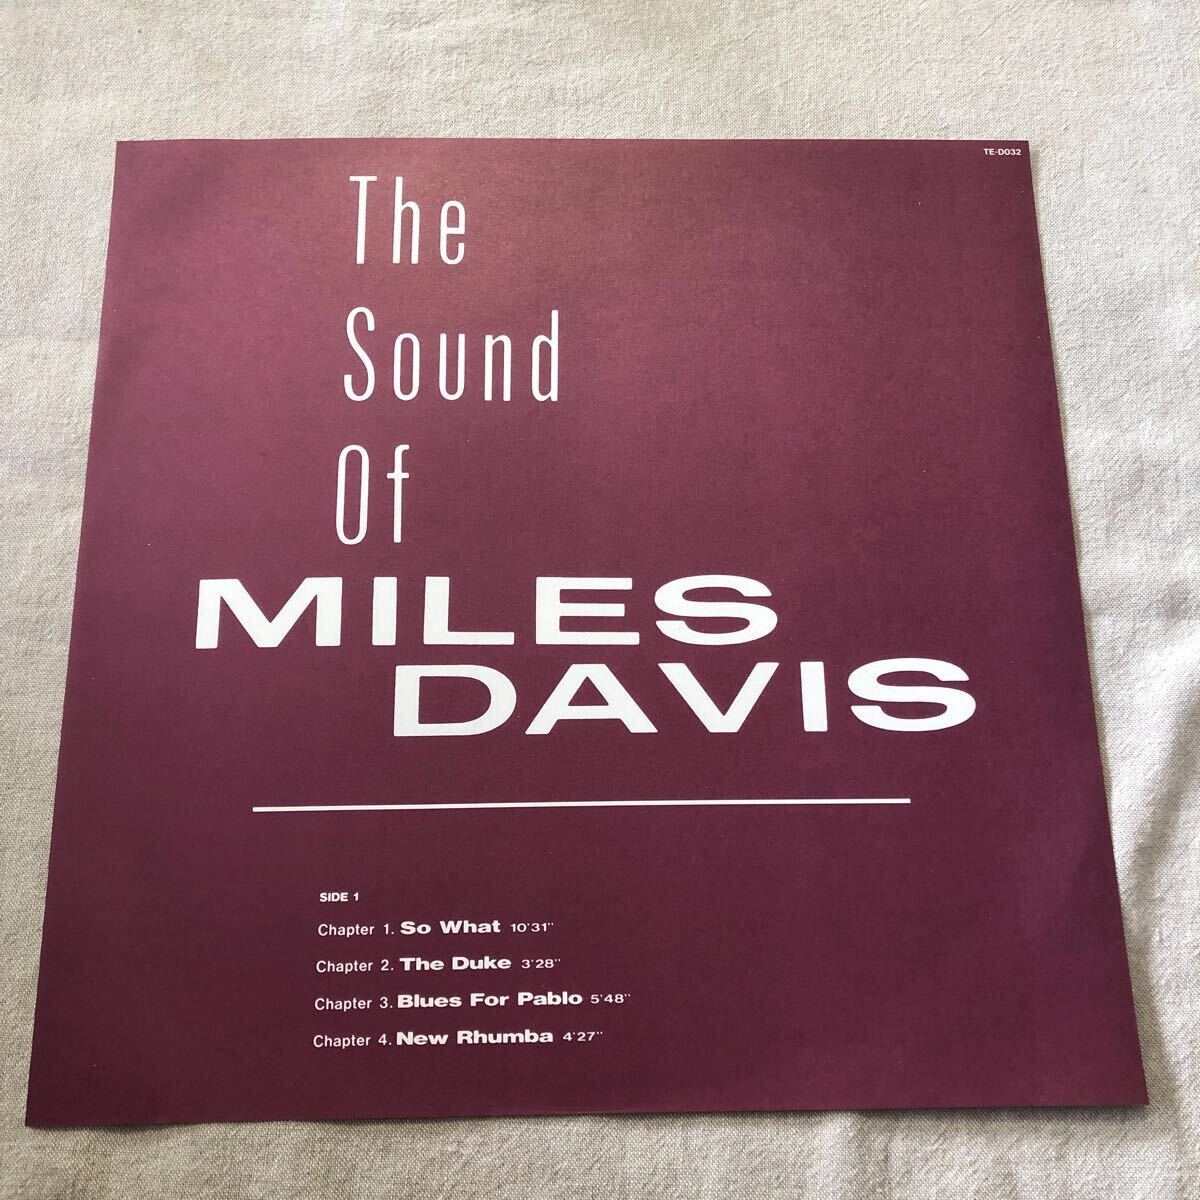 TE-D032
The
Sound
Of
MILES
DAVIS
SIDE 1
Chapter 1. So What 10'31''
Chapter 2. The Duke 3'28''
Chapter 3. Blues For Pablo 5'48''
Chapter 4. New Rhumba 4'27''